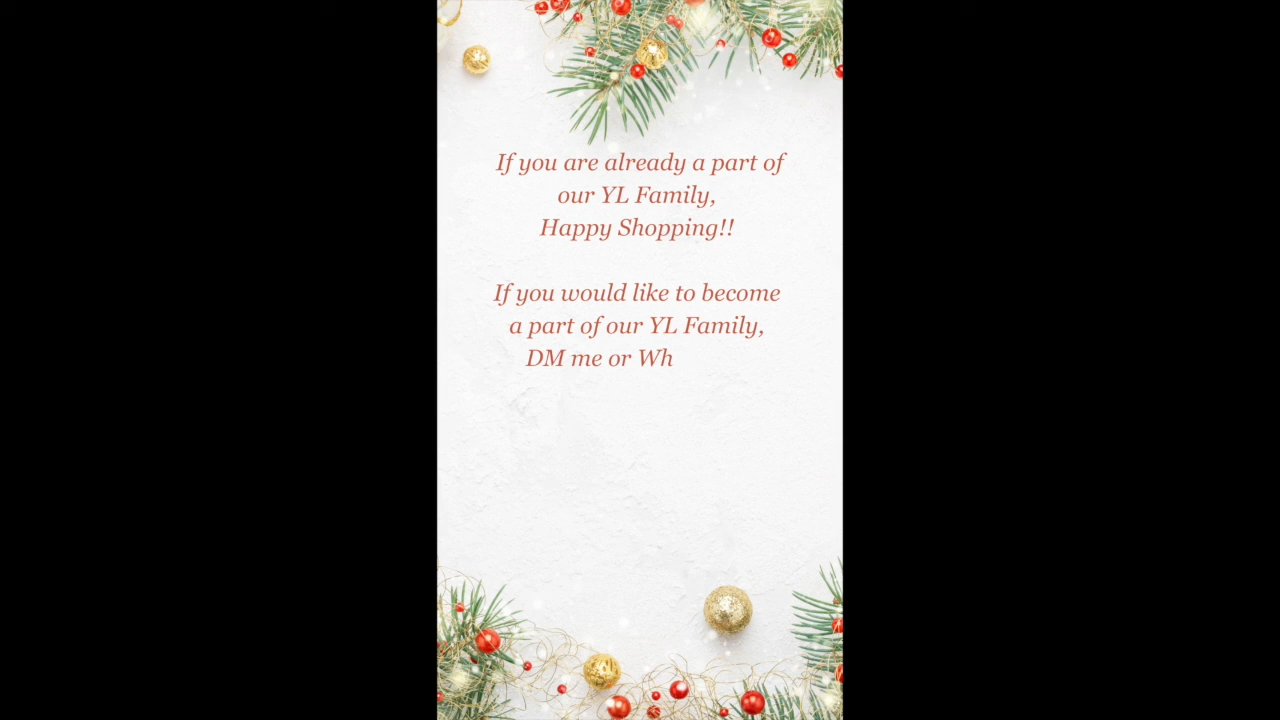 If you are already a part of
our YL Family,
Happy Shopping!!
If you would like to become
a part of our YL Family,
DM me or Wh